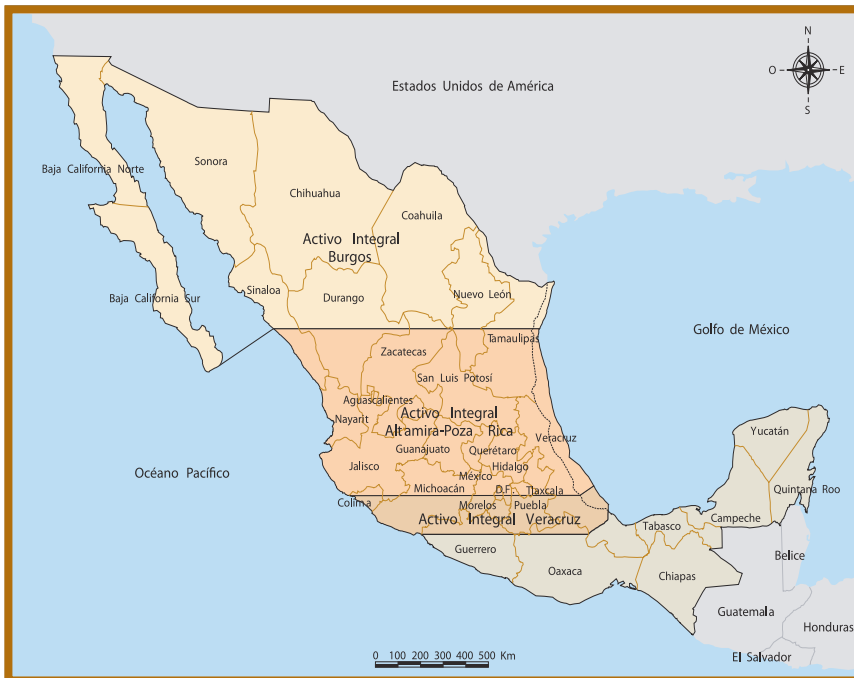 N
Estados Unidos de América
O
E
S
Baja California Norte
Sonora
Chihuahua
Coahuila
Activo Integral
Burgos
Sinaloa
Durango
Nuevo León
Baja California Sur
Golfo de México
Tamaulipas
Zacatecas
San Luis Potosí
Aguascalientes
Nayarit
Activo Integral
Altamira-Poza Rica
Veracruz
Yucatán
Guanájuato
Querétaro
Hidalgo
Jalisco
México
Océano Pacífico
Michoacán
D.F.
Tlaxcala
Quintana Roo
Colima
Morelos
Puebla
Activo Integral Veracruz
Campeche
Tabasco
Guerrero
Oaxaca
Chiapas
Belice
Guatemala
Honduras
El Salvador
0 100 200 300 400 500 Km